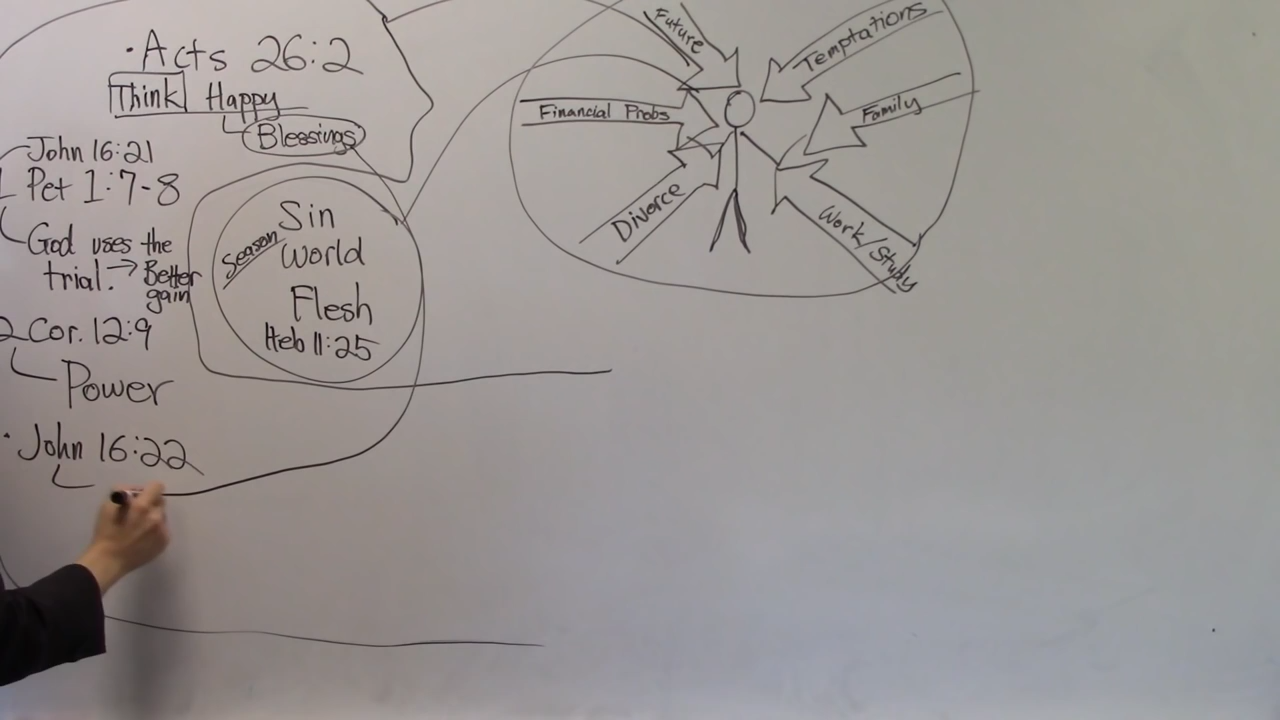 ·Acts 26:2
Think Happy
Blessings
John 16:21
Pet 1:7-8
God uses the
trial. → Better
gain
2 Cor. 12:9
Power
· John 16:22
Season
Sin
World
Flesh
Heb 11:25
Future
Temptations
Financial Probs
Family
Divorce
Work/Study